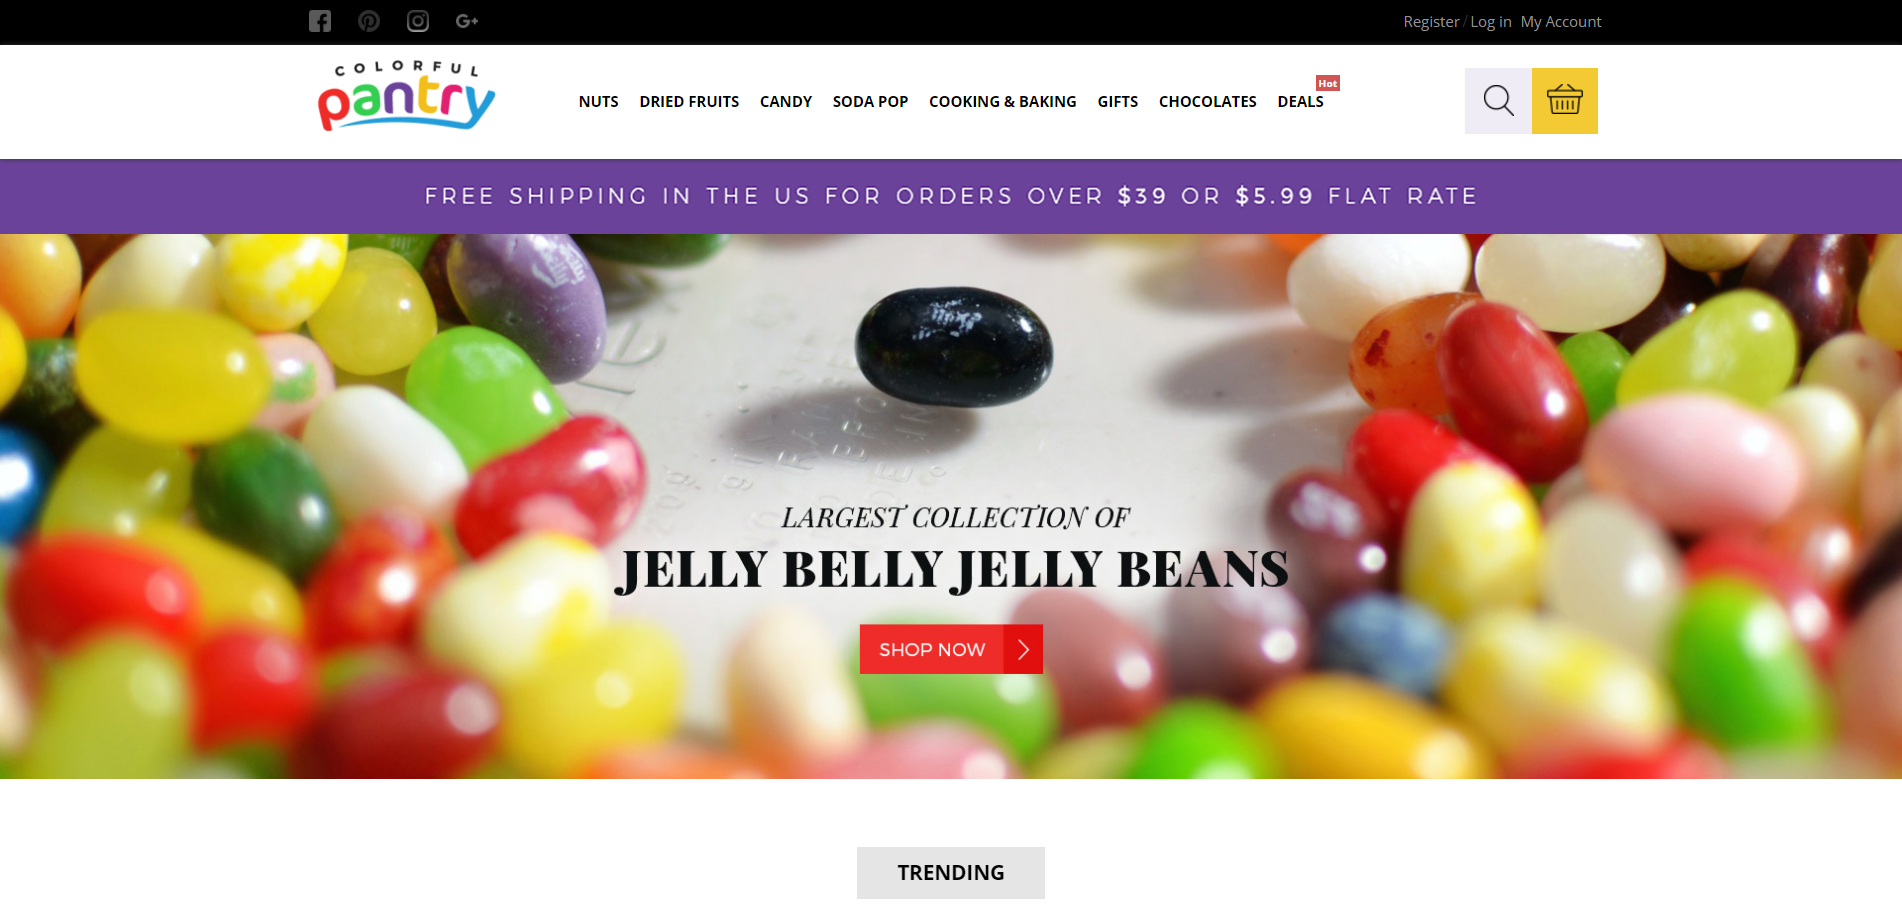 Register / Log in My Account
COLORFUL
pantry
NUTS DRIED FRUITS CANDY SODA POP COOKING & BAKING GIFTS CHOCOLATES DEALS Hot
FREE SHIPPING IN THE US FOR ORDERS OVER $39 OR $5.99 FLAT RATE
LARGEST COLLECTION OF
JELLY BELLY JELLY BEANS
SHOP NOW
TRENDING